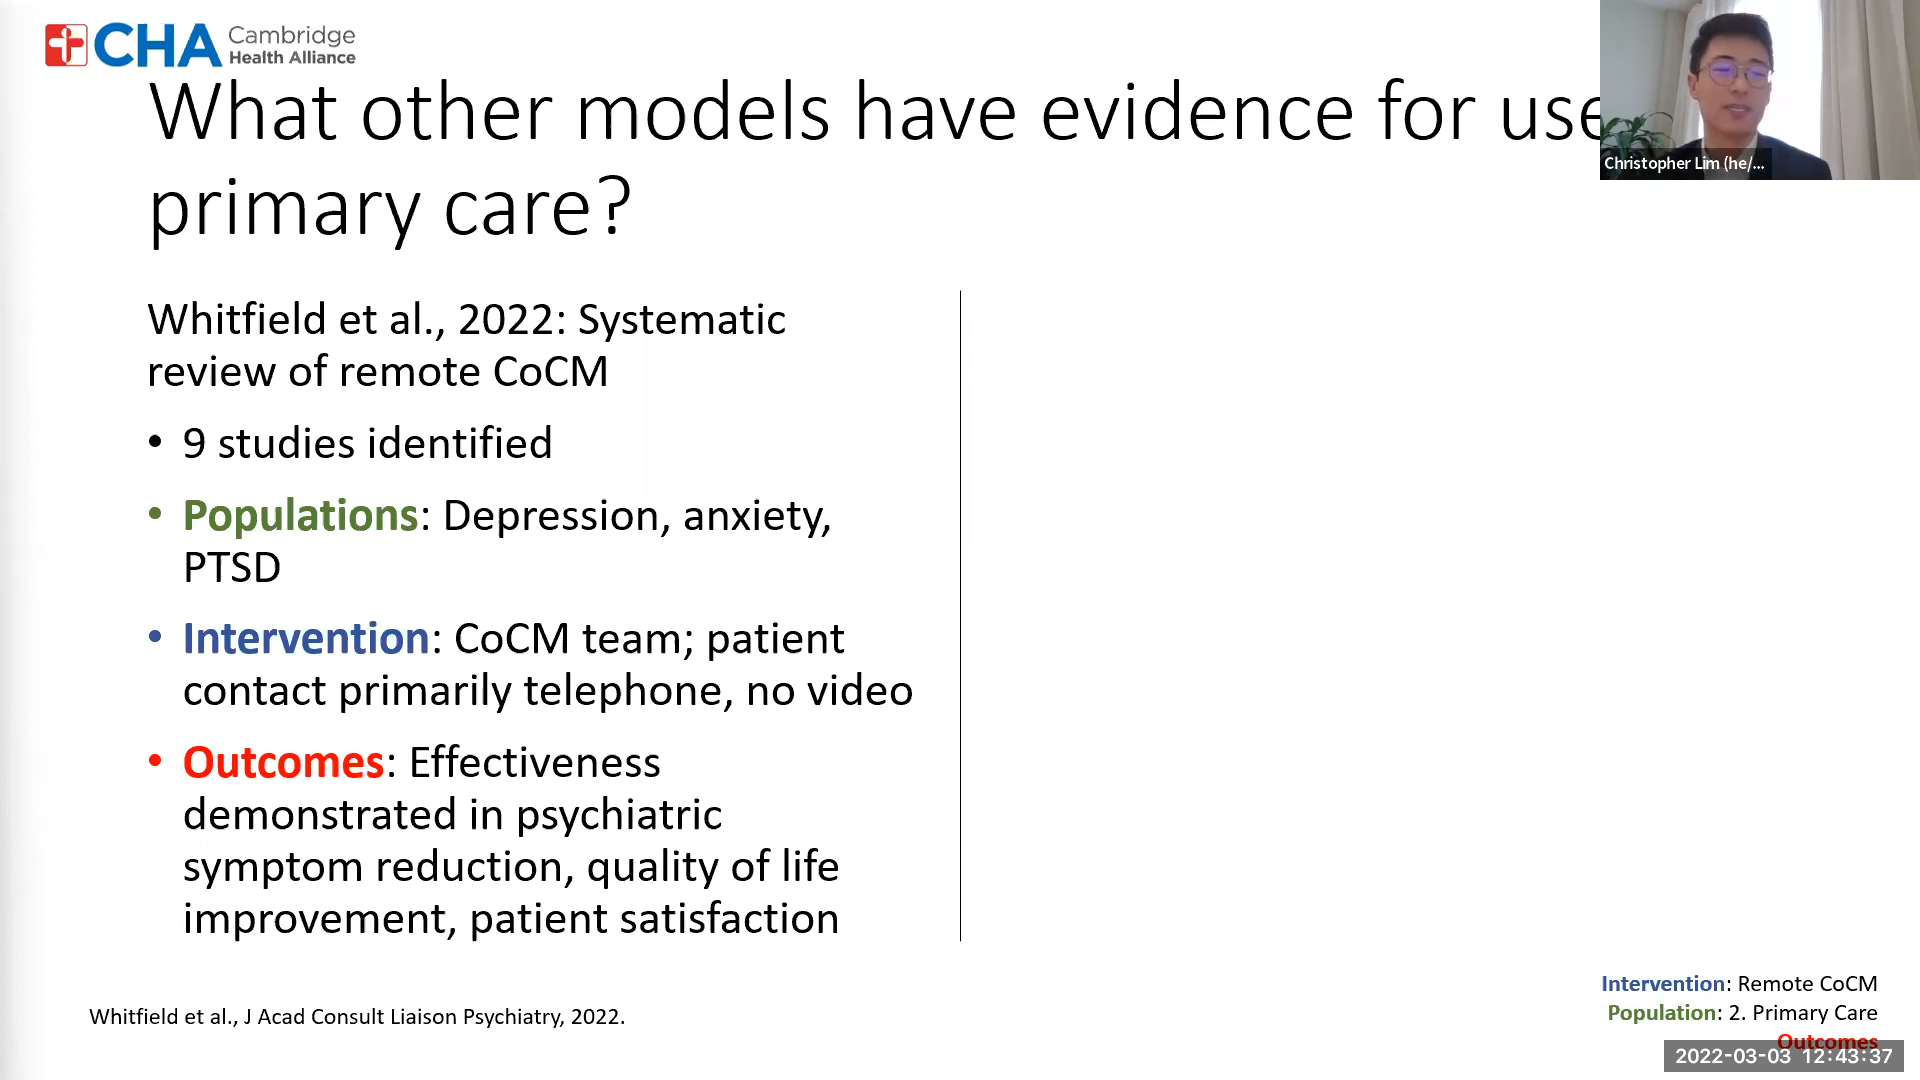 CHA Cambridge
Health Alliance
What other models have evidence for use
primary care?
Christopher Lim (he/...
Whitfield et al., 2022: Systematic
review of remote CoCM
• 9 studies identified
• Populations: Depression, anxiety,
PTSD
• Intervention: CoCM team; patient
contact primarily telephone, no video
• Outcomes: Effectiveness
demonstrated in psychiatric
symptom reduction, quality of life
improvement, patient satisfaction
Whitfield et al., J Acad Consult Liaison Psychiatry, 2022.
Intervention: Remote CoCM
Population: 2. Primary Care
Outcomes
2022-03-03 12:43:37